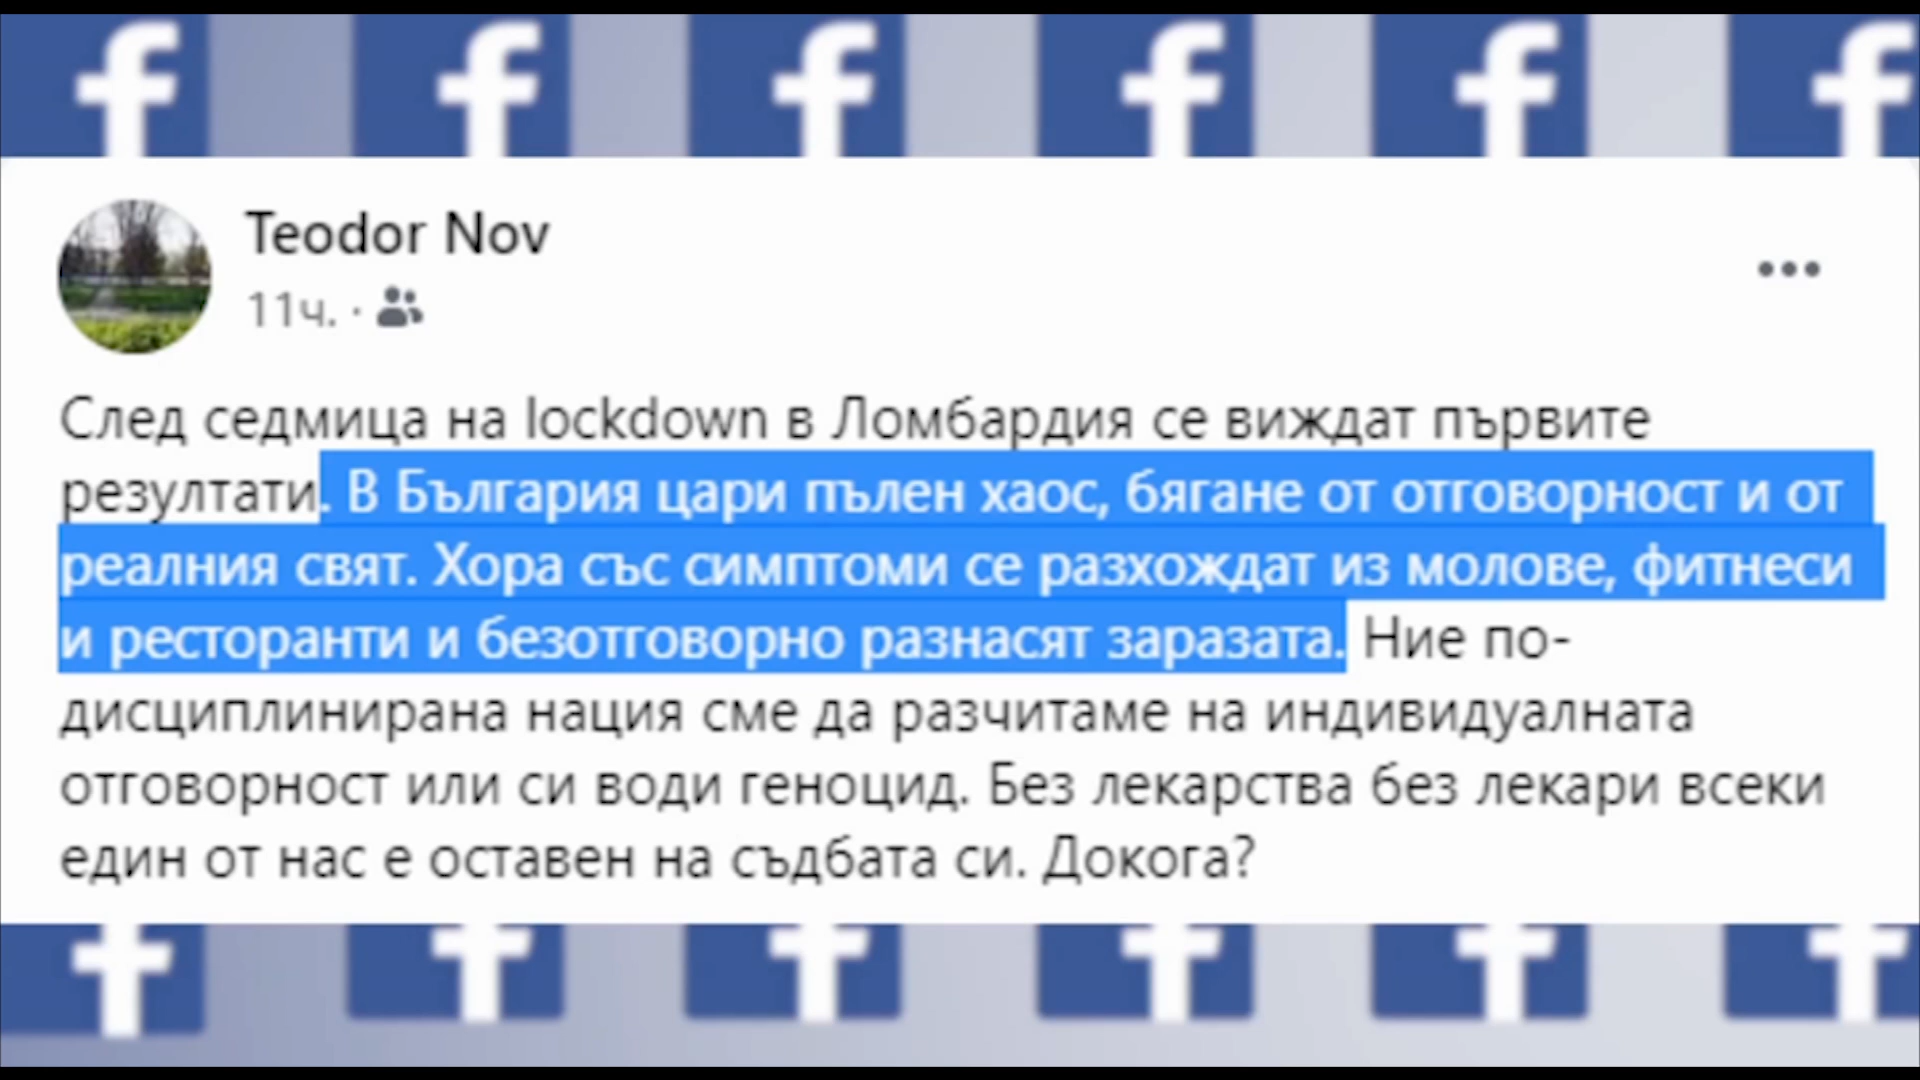 Teodor Nov
11ч. ·
След седмица на lockdown в Ломбардия се виждат първите
резултати. В България цари пълен хаос, бягане от отговорност и от
реалния свят. Хора със симптоми се разхождат из молове, фитнеси
и ресторанти и безотговорно разнасят заразата. Ние по-
дисциплинирана нация сме да разчитаме на индивидуалната
отговорност или си води геноцид. Без лекарства без лекари всеки
един от нас е оставен на съдбата си. Докога?